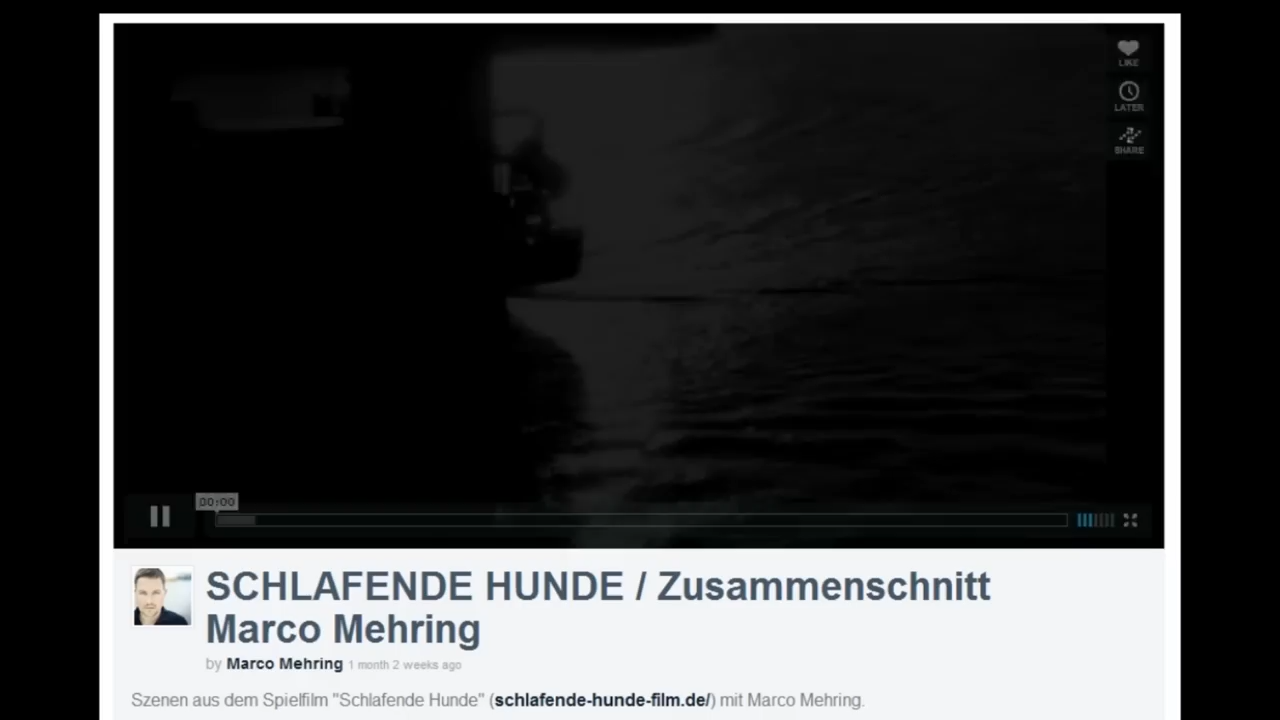 LIKE
LATER
SHARE
00:00
SCHLAFENDE HUNDE / Zusammenschnitt
Marco Mehring
by Marco Mehring 1 month 2 weeks ago
Szenen aus dem Spielfilm "Schlafende Hunde" (schlafende-hunde-film.de/) mit Marco Mehring.